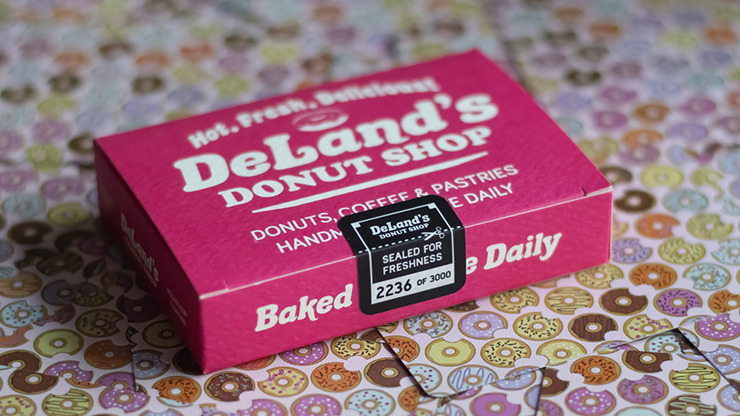 Hot. Fresh. Delicious!
DeLand's
DONUT SHOP
DONUTS, COFFEE & PASTRIES
HANDM E DAILY
DeLand's
DONUT SHOP
SEALED FOR
FRESHNESS
2236 OF 3000
Baked e Daily
DeLand's